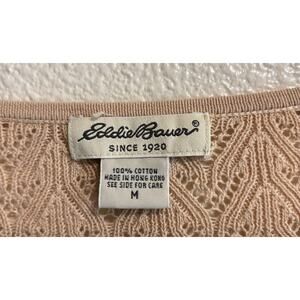 Eddie Bauer®
SINCE 1920
100% COTTON
MADE IN HONG KONG
SEE SIDE FOR CARE
M